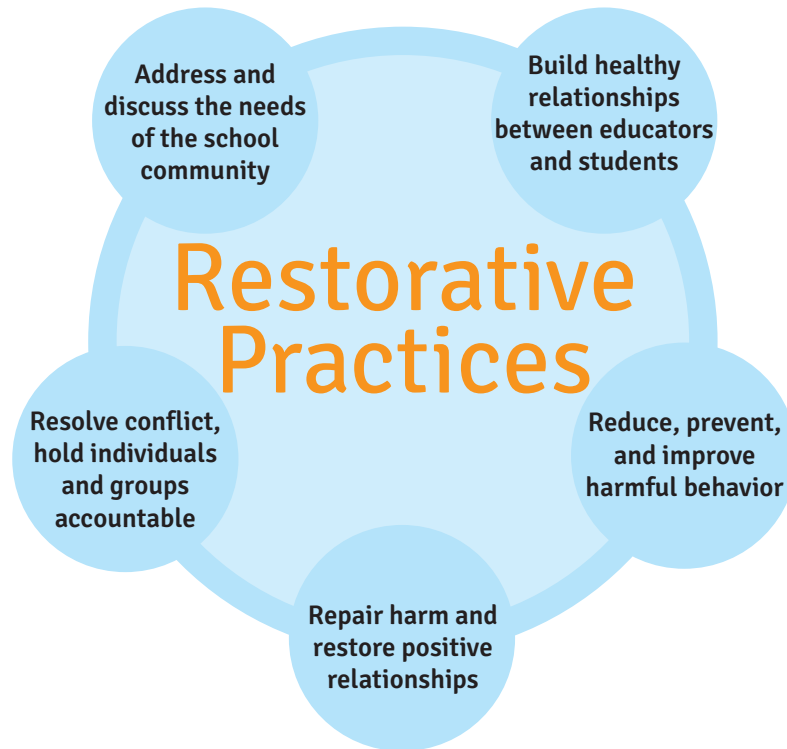 Address and
discuss the needs
of the school
community
Build healthy
relationships
between educators
and students
Restorative
Practices
Resolve conflict,
hold individuals
and groups
accountable
Reduce, prevent,
and improve
harmful behavior
Repair harm and
restore positive
relationships